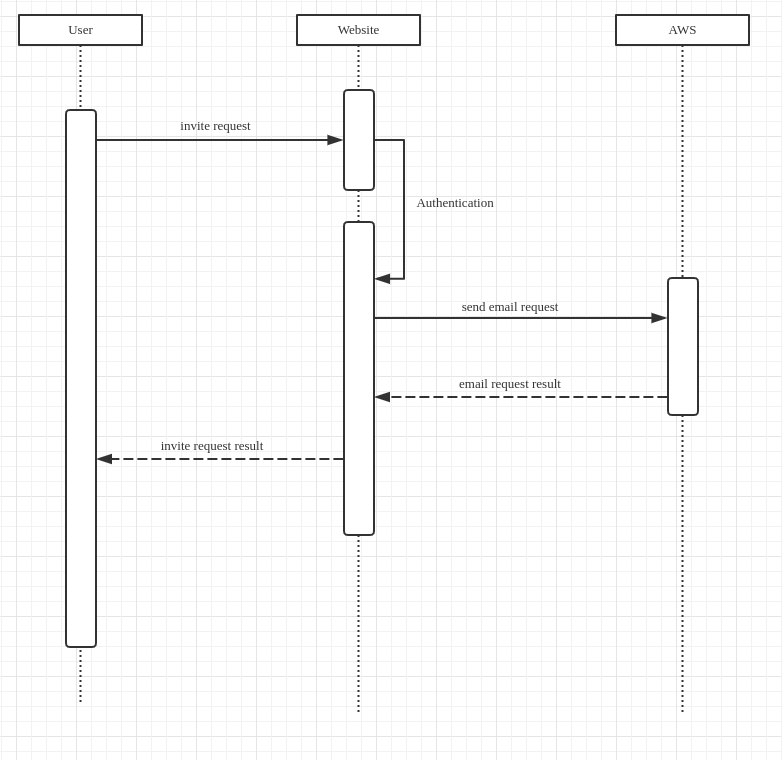 User
Website
AWS
invite request
Authentication
send email request
email request result
invite request result